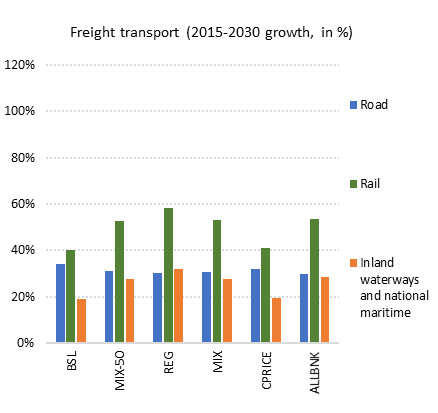 Freight transport (2015-2030 growth, in %)
120%
100%
80%
60%
40%
20%
0%
BSL
MIX-50
REG
MIX
CPRICE
ALLBNK
Road
Rail
Inland
waterways
and national
maritime